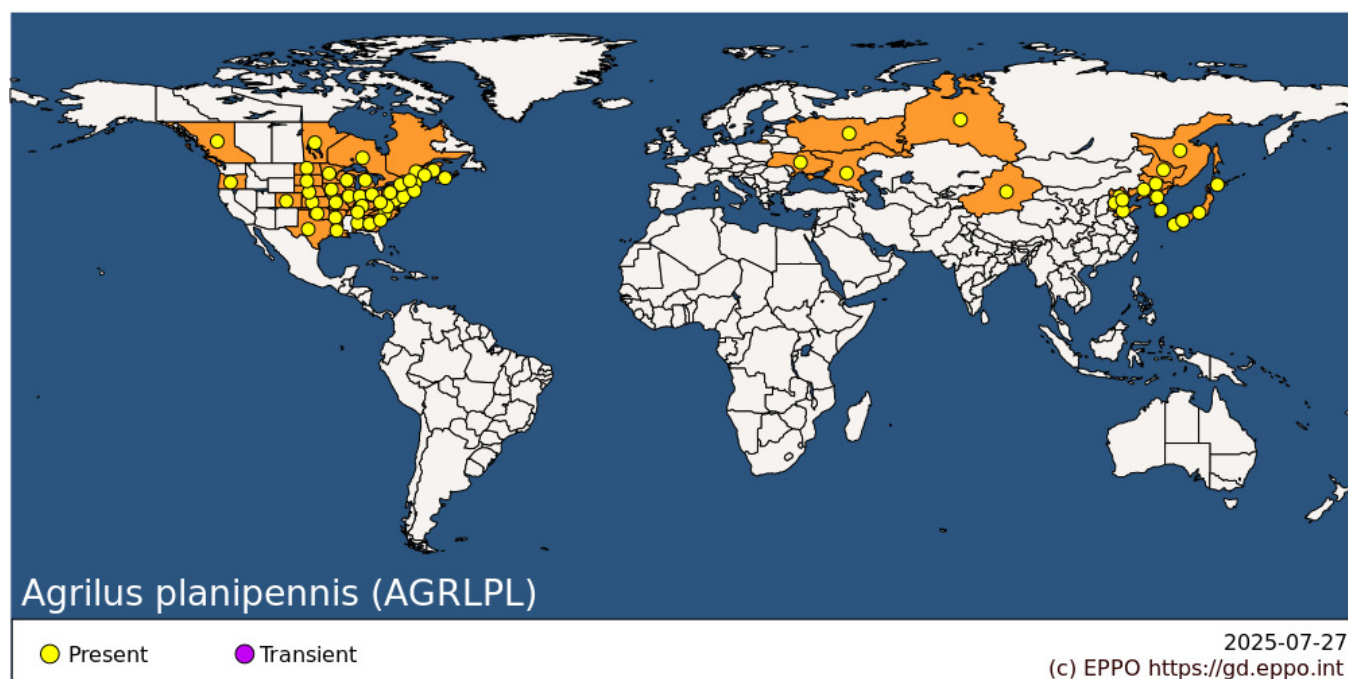 Agrilus planipennis (AGRLPL)
Present
Transient
2025-07-27
(c) EPPO https://gd.eppo.int